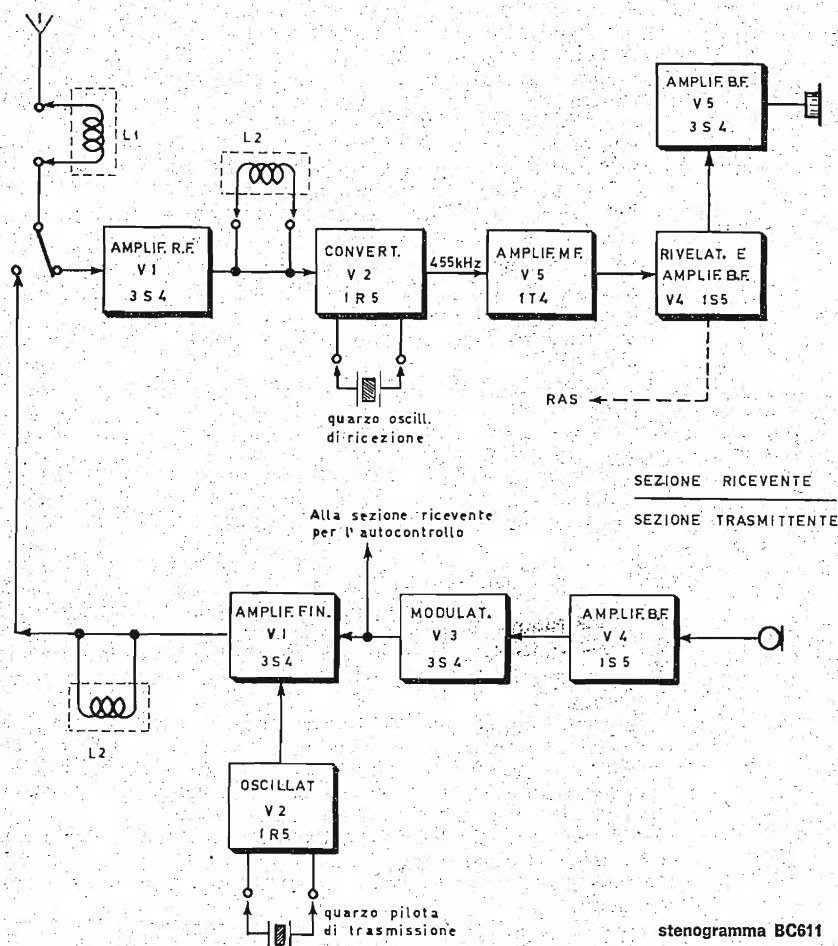 L1
L2
AMPLIF. R.F.
V1
3S4
CONVERT.
V2
1R5
455kHz
AMPLIF. M.F.
V5
1T4
RIVELAT. E
AMPLIF. B.F.
V4 1S5
AMPLIF. B.F.
V5
3S4
quarzo oscill.
di ricezione
RAS
SEZIONE RICEVENTE
SEZIONE TRASMITTENTE
Alla sezione ricevente
per l'autocontrollo
AMPLIF. FIN.
V.1
3S4
MODULAT.
V3
3S4
AMPLIF. B.F.
V4
1S5
L2
OSCILLAT
V2
1R5
quarzo pilota
di trasmissione
stenogramma BC611